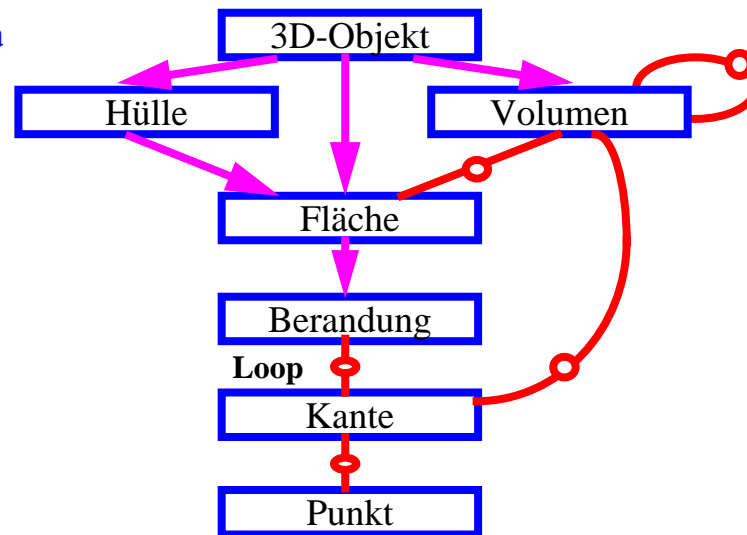 3D-Objekt
a
Hülle
Volumen
Fläche
Berandung
Loop
Kante
Punkt